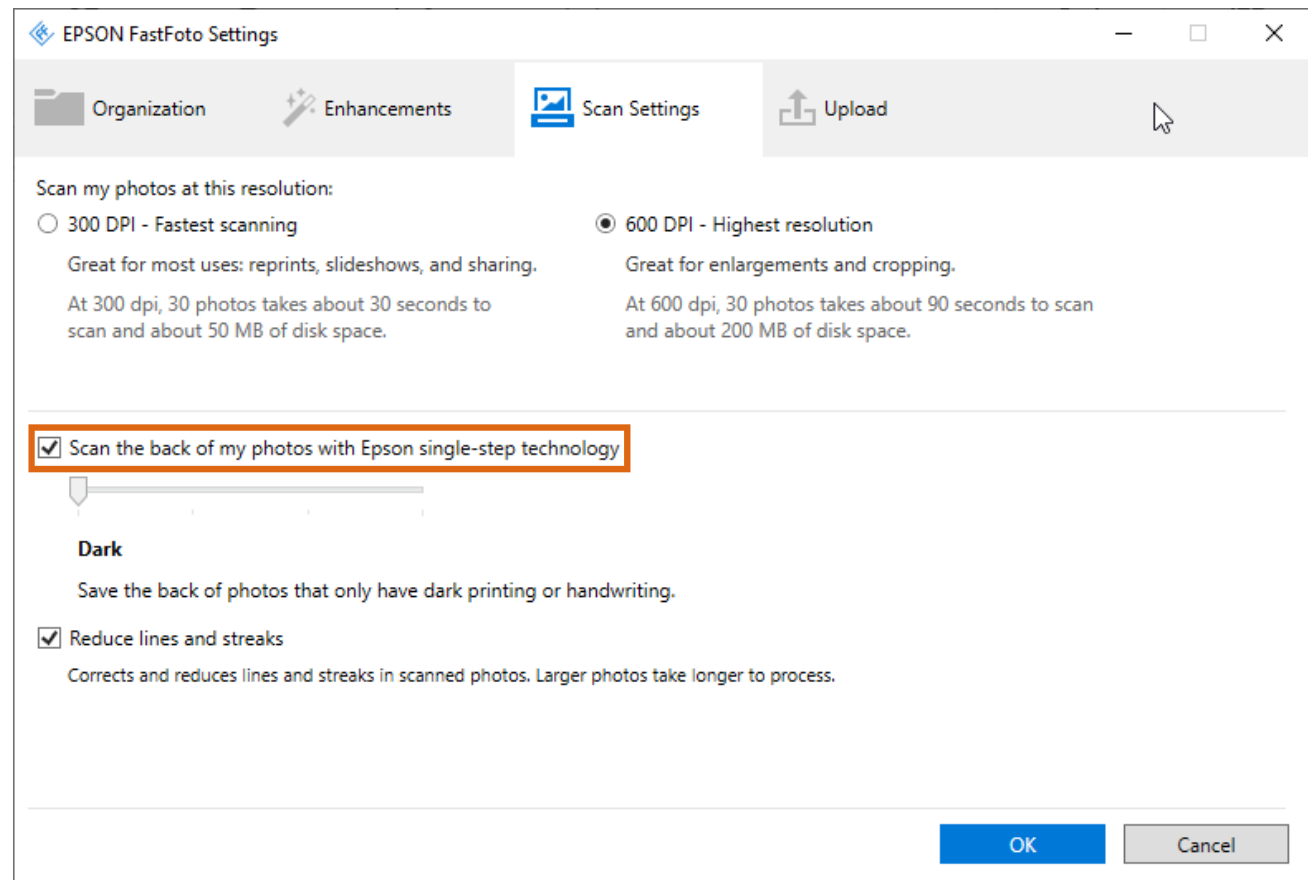 EPSON FastFoto Settings
Organization Enhancements Scan Settings Upload
Scan my photos at this resolution:
300 DPI - Fastest scanning
Great for most uses: reprints, slideshows, and sharing.
At 300 dpi, 30 photos takes about 30 seconds to
scan and about 50 MB of disk space.
600 DPI - Highest resolution
Great for enlargements and cropping.
At 600 dpi, 30 photos takes about 90 seconds to scan
and about 200 MB of disk space.
Scan the back of my photos with Epson single-step technology
Dark
Save the back of photos that only have dark printing or handwriting.
Reduce lines and streaks
Corrects and reduces lines and streaks in scanned photos. Larger photos take longer to process.
OK Cancel